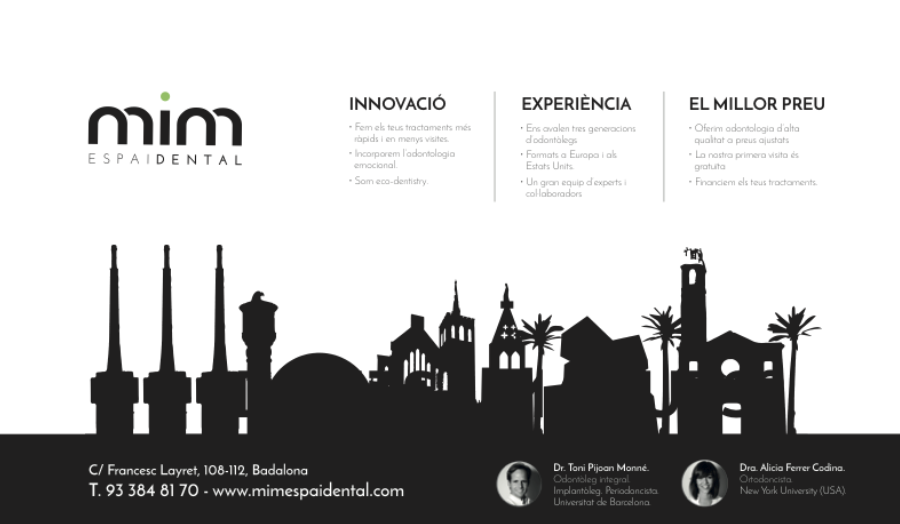 mim
ESPAIDENTAL
INNOVACIÓ
• Fem els teus tractaments més
ràpids i en menys visites.
• Incorporem l'odontologia
emocional.
• Som eco-dentistry.
EXPERIÈNCIA
• Ens avalen tres generacions
d'odontòlegs
• Formats a Europa i als
Estats Units.
• Un gran equip d'experts i
col·laboradors
EL MILLOR PREU
• Oferim odontologia d'alta
qualitat a preus ajustats
• La nostra primera visita és
gratuïta
• Financem els teus tractaments.
C/ Francesc Layret, 108-112, Badalona
T. 93 384 81 70 - www.mimespaidental.com
Dr. Toni Pijoan Monné.
Odontòleg integral.
Implantòleg. Periodoncista.
Universitat de Barcelona.
Dra. Alicia Ferrer Codina.
Ortodoncista.
New York University (USA).